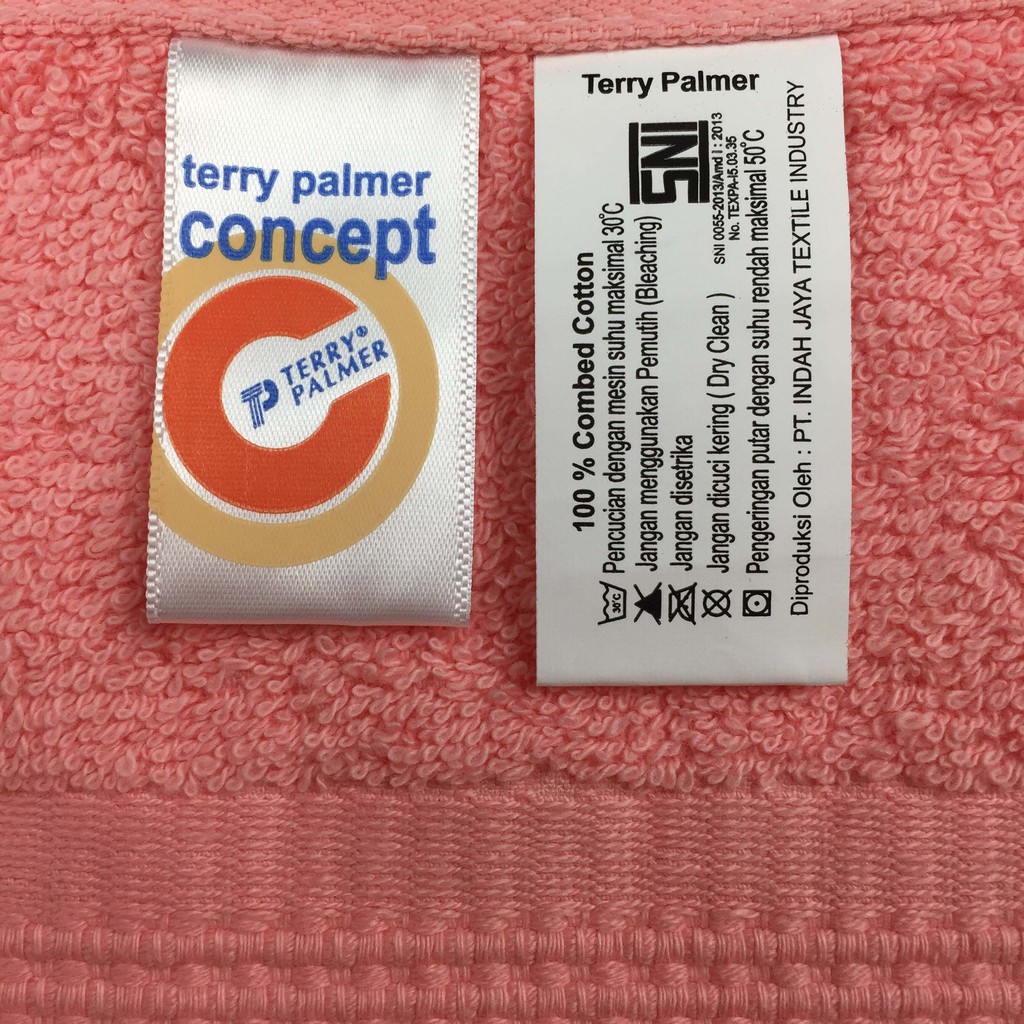 terry palmer
concept
TERRY®
PALMER
Terry Palmer
SNI
SNI 0055-2013/Amd I : 2013
No. TEXPA-I5.03.35
100 % Combed Cotton
30°C
Pencucian dengan mesin suhu maksimal 30°C
Jangan menggunakan Pemutih (Bleaching)
Jangan disetrika
Jangan dicuci kering ( Dry Clean )
Pengeringan putar dengan suhu rendah maksimal 50°C
Diproduksi Oleh : PT. INDAH JAYA TEXTILE INDUSTRY